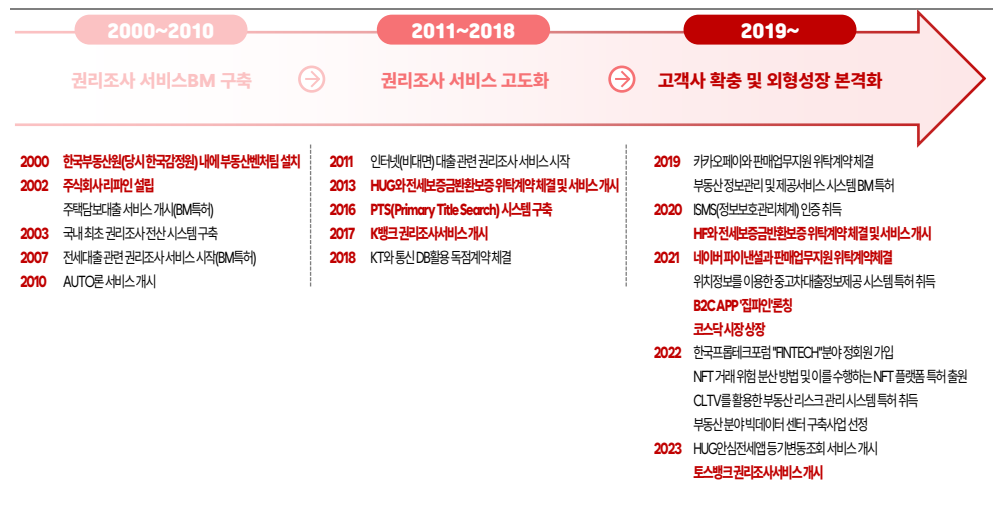 2000~2010
2011~2018
2019~
권리조사 서비스BM 구축
권리조사 서비스 고도화
고객사 확충 및 외형성장 본격화
2000 한국부동산원(당시 한국감정원) 내에 부동산벤처팀 설치
2002 주식회사 리파인 설립
주택담보대출 서비스 개시(BM특허)
2003 국내 최초 권리조사 전산 시스템 구축
2007 전세대출 관련 권리조사 서비스 시작(BM특허)
2010 AUTO론 서비스 개시
2011 인터넷(비대면) 대출 관련 권리조사 서비스 시작
2013 HUG와 전세보증금반환보증 위탁계약 체결 및 서비스 개시
2016 PTS(Primary Title Search) 시스템 구축
2017 K뱅크 권리조사서비스 개시
2018 KT와 통신 DB활용 독점계약 체결
2019 카카오페이와 판매업무지원 위탁계약 체결
부동산 정보관리 및 제공서비스 시스템 BM 특허
2020 ISMS(정보보호관리체계) 인증 취득
HF와 전세보증금반환보증 위탁계약 체결 및 서비스 개시
2021 네이버 파이낸셜과 판매업무지원 위탁계약체결
위치정보를 이용한 중고차대출정보제공 시스템 특허 취득
B2C APP '집파인'론칭
코스닥 시장 상장
2022 한국프롭테크포럼 "FINTECH"분야 정회원 가입
NFT 거래 위험 분산 방법 및 이를 수행하는 NFT 플랫폼 특허 출원
CLTV를 활용한 부동산 리스크 관리 시스템 특허 취득
부동산 분야 빅데이터 센터 구축사업 선정
2023 HUG안심전세앱 등기변동조회 서비스 개시
토스뱅크 권리조사서비스 개시